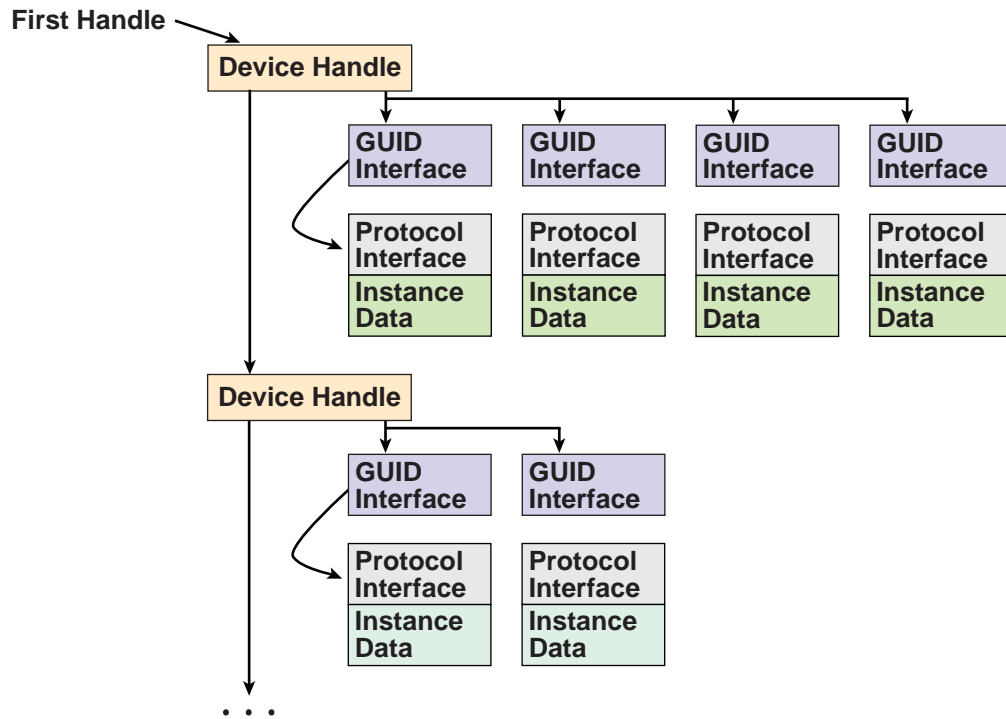 First Handle
Device Handle
GUID
Interface
GUID
Interface
GUID
Interface
GUID
Interface
Protocol
Interface
Protocol
Interface
Protocol
Interface
Protocol
Interface
Instance
Data
Instance
Data
Instance
Data
Instance
Data
Device Handle
GUID
Interface
GUID
Interface
Protocol
Interface
Protocol
Interface
Instance
Data
Instance
Data
. . .